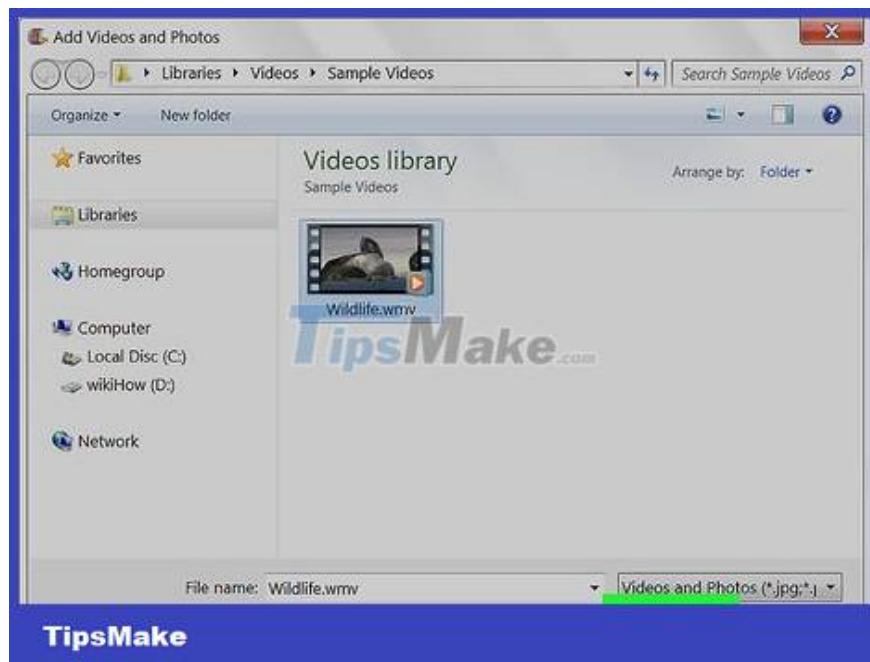 Add Videos and Photos
Libraries Videos Sample Videos
Search Sample Videos
Organize New folder
Favorites
Videos library
Sample Videos
Arrange by: Folder
Libraries
Homegroup
Wildlife.wmv
TipsMake.com
Computer
Local Disc (C:)
wikiHow (D:)
Network
File name: Wildlife.wmv
Videos and Photos (*.jpg;*.j
TipsMake